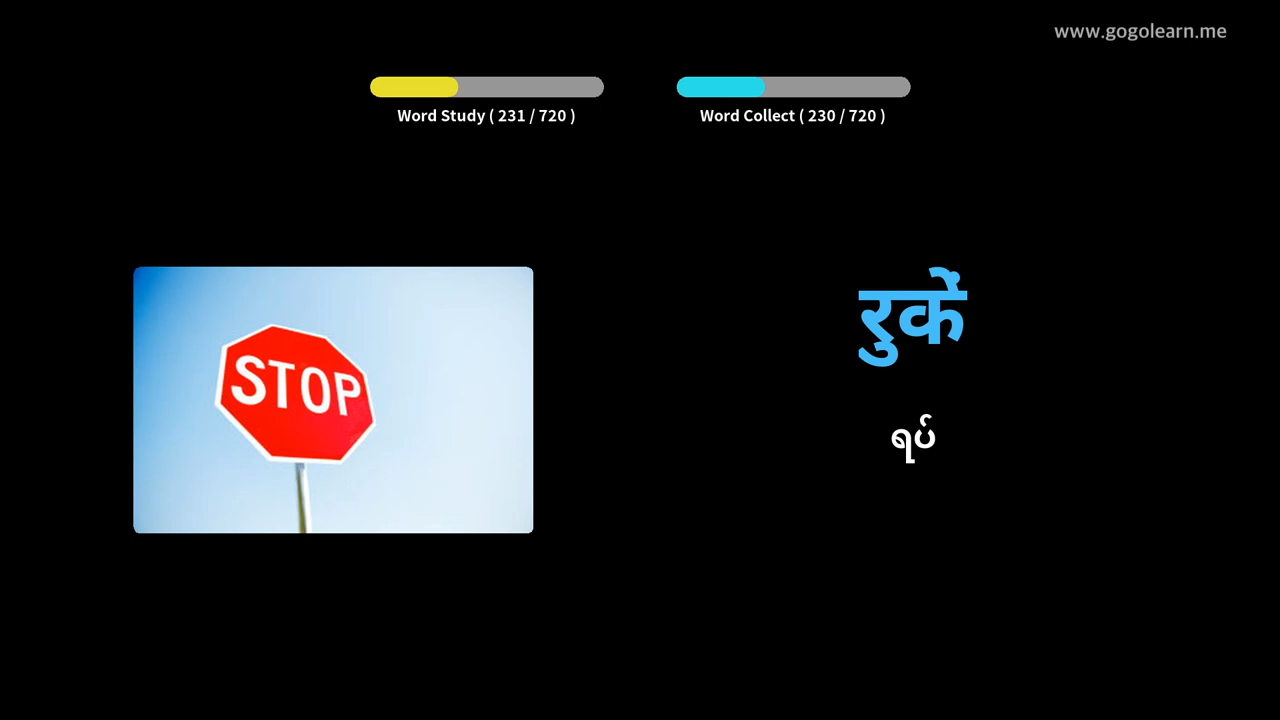 www.gogolearn.me
Word Study ( 231 / 720 )
Word Collect ( 230 / 720 )
STOP
रुकें
ရပ်